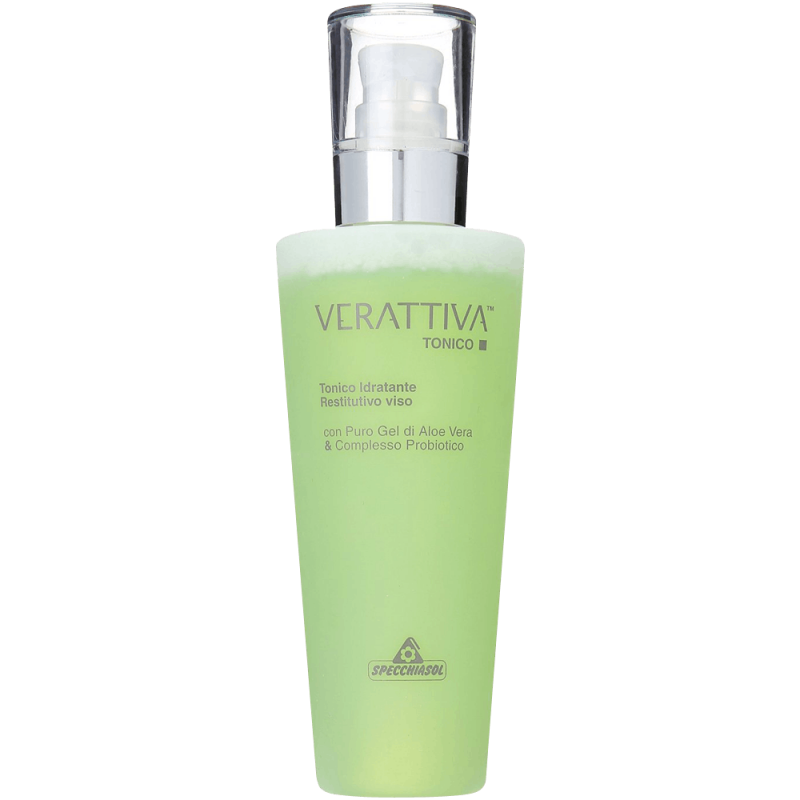 VERATTIVA™
TONICO
Tonico Idratante
Restitutivo viso
con Puro Gel di Aloe Vera
& Complesso Probiotico
SPECCHIASOL